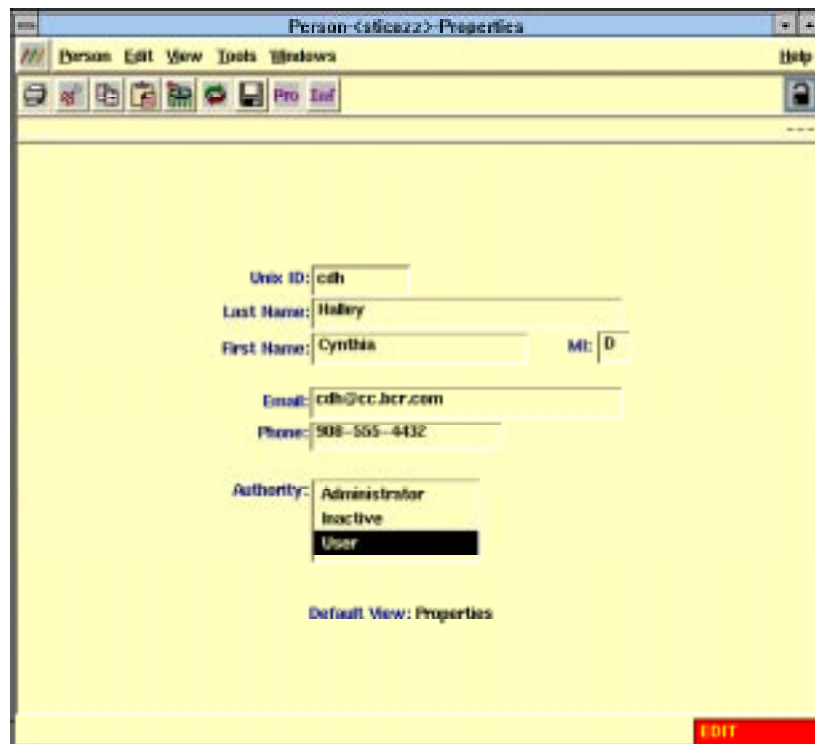 Person-<sticazz>-Properties
Person Edit View Tools Windows Help
Pro Inf
---
Unix ID: cdh
Last Name: Halley
First Name: Cynthia MI: D
Email: cdh@cc.bcr.com
Phone: 908-555-4432
Authority: Administrator
Inactive
User
Default View: Properties
EDIT